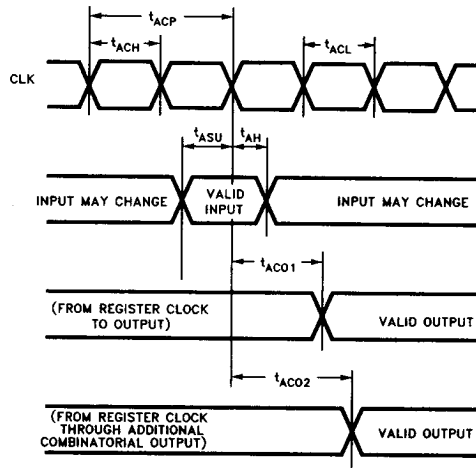 tACP
tACH
tACL
CLK
tASU
tAH
INPUT MAY CHANGE
VALID
INPUT
INPUT MAY CHANGE
tACO1
(FROM REGISTER CLOCK
TO OUTPUT)
VALID OUTPUT
tACO2
(FROM REGISTER CLOCK
THROUGH ADDITIONAL
COMBINATORIAL OUTPUT)
VALID OUTPUT